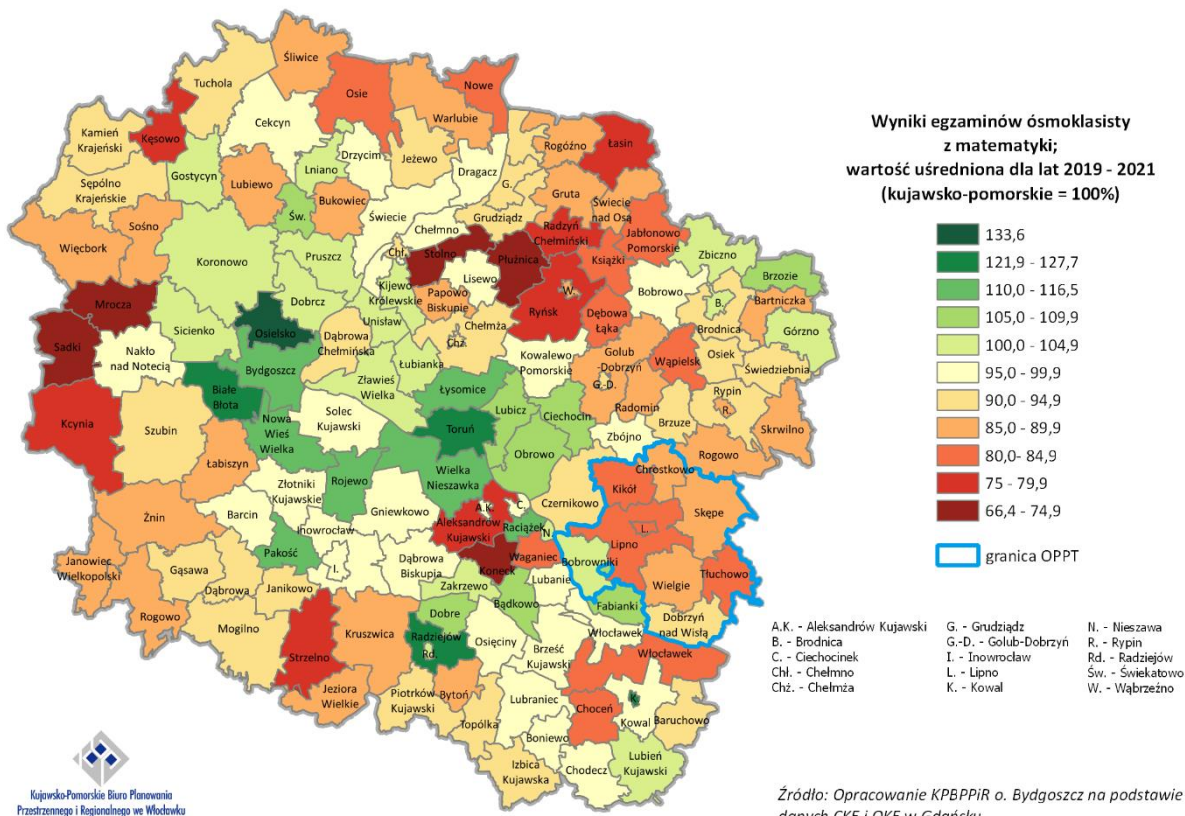 Wyniki egzaminów ósmoklasisty
z matematyki;
wartość uśredniona dla lat 2019 - 2021
(kujawsko-pomorskie = 100%)
133,6
121,9 - 127,7
110,0 - 116,5
105,0 - 109,9
100,0 - 104,9
95,0 - 99,9
90,0 - 94,9
85,0 - 89,9
80,0- 84,9
75 - 79,9
66,4 - 74,9
granica OPPT
A.K. - Aleksandrów Kujawski
B. - Brodnica
C. - Ciechocinek
Chł. - Chełmno
Chż. - Chełmża
G. - Grudziądz
G.-D. - Golub-Dobrzyń
I. - Inowrocław
L. - Lipno
K. - Kowal
N. - Nieszawa
R. - Rypin
Rd. - Radziejów
Św. - Świekatowo
W. - Wąbrzeźno
Śliwice
Tuchola
Osie
Nowe
Cekcyn
Warlubie
Kamień
Krajeński
Kęsowo
Rogóźno
Łasin
Drzycim
Jeżewo
Gostycyn
Lniano
Dragacz
G.
Sępólno
Krajeńskie
Lubiewo
Św.
Bukowiec
Gruta
Świecie
nad Osą
Świecie
Grudziądz
Sośno
Więcbork
Chełmno
Radzyń
Chełmiński
Jabłonowo
Pomorskie
Koronowo
Pruszcz
Chł.
Stolno
Płużnica
Książki
Zbiczno
Brzozie
Lisewo
Kijewo
Królewskie
Papowo
Biskupie
W.
Bobrowo
B.
Bartniczka
Mrocza
Dobrcz
Unisław
Ryńsk
Dębowa
Łąka
Brodnica
Górzno
Sicienko
Osielsko
Dąbrowa
Chełmińska
Chełmża
Chż.
Sadki
Nakło
nad Notecią
Kowalewo
Pomorskie
Golub
-Dobrzyń
G.-D.
Wąpielsk
Osiek
Świedziebnia
Bydgoszcz
Łubianka
Zławieś
Wielka
Białe
Błota
Łysomice
Rypin
R.
Kcynia
Szubin
Nowa
Wieś
Wielka
Solec
Kujawski
Toruń
Lubicz
Ciechocin
Radomin
Brzuze
Skrwilno
Zbójno
Rogowo
Łabiszyn
Obrowo
Wielka
Nieszawka
Złotniki
Kujawskie
Rojewo
Gniewkowo
Czernikowo
Kikół
Chrostkowo
Skępe
Żnin
Barcin
Inowrocław
A.K.
C.
Aleksandrów
Kujawski
Raciążek
N.
L.
Lipno
Pakość
I.
Dąbrowa
Biskupia
Koneck
Waganiec
Bobrowniki
Tłuchowo
Wielgie
Janowiec
Wielkopolski
Gąsawa
Dąbrowa
Janikowo
Zakrzewo
Lubanie
Bądkowo
Fabianki
Dobrzyń
nad Wisłą
Rogowo
Mogilno
Strzelno
Kruszwica
Dobre
Radziejów
Rd.
Osięciny
Włocławek
Brześć
Kujawski
Włocławek
Jeziora
Wielkie
Piotrków
Kujawski
Bytoń
Topólka
Lubraniec
Choceń
K.
Kowal
Baruchowo
Boniewo
Izbica
Kujawska
Chodecz
Lubień
Kujawski
Kujawsko-Pomorskie Biuro Planowania
Przestrzennego i Regionalnego we Włocławku
Źródło: Opracowanie KPBPPiR o. Bydgoszcz na podstawie
danych CKE i OKE w Gdańsku